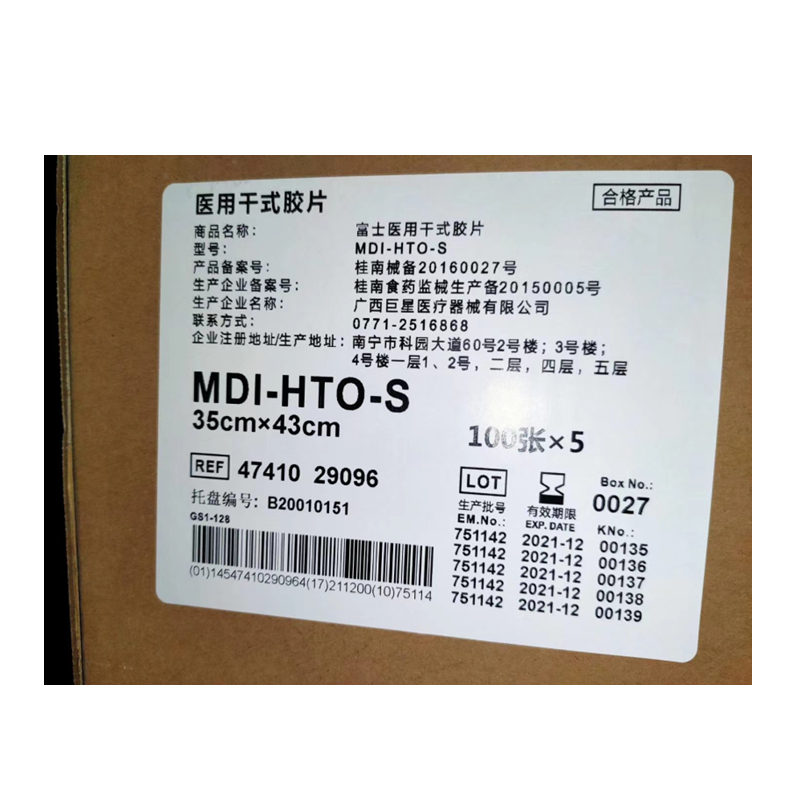 医用干式胶片
合格产品
商品名称： 富士医用干式胶片
型号： MDI-HTO-S
产品备案号： 桂南械备20160027号
生产企业备案号： 桂南食药监械生产备20150005号
生产企业名称： 广西巨星医疗器械有限公司
联系方式： 0771-2516868
企业注册地址/生产地址： 南宁市科园大道60号2号楼；3号楼；
4号楼一层1、2号，二层，四层，五层
MDI-HTO-S
35cm×43cm
100张×5
REF 47410 29096
托盘编号： B20010151
GS1-128
(01)14547410290964(17)211200(10)75114
LOT
生产批号
EM.No.:
有效期限
EXP.DATE
Box No.:
0027
KNo.:
751142 2021-12 00135
751142 2021-12 00136
751142 2021-12 00137
751142 2021-12 00138
751142 2021-12 00139